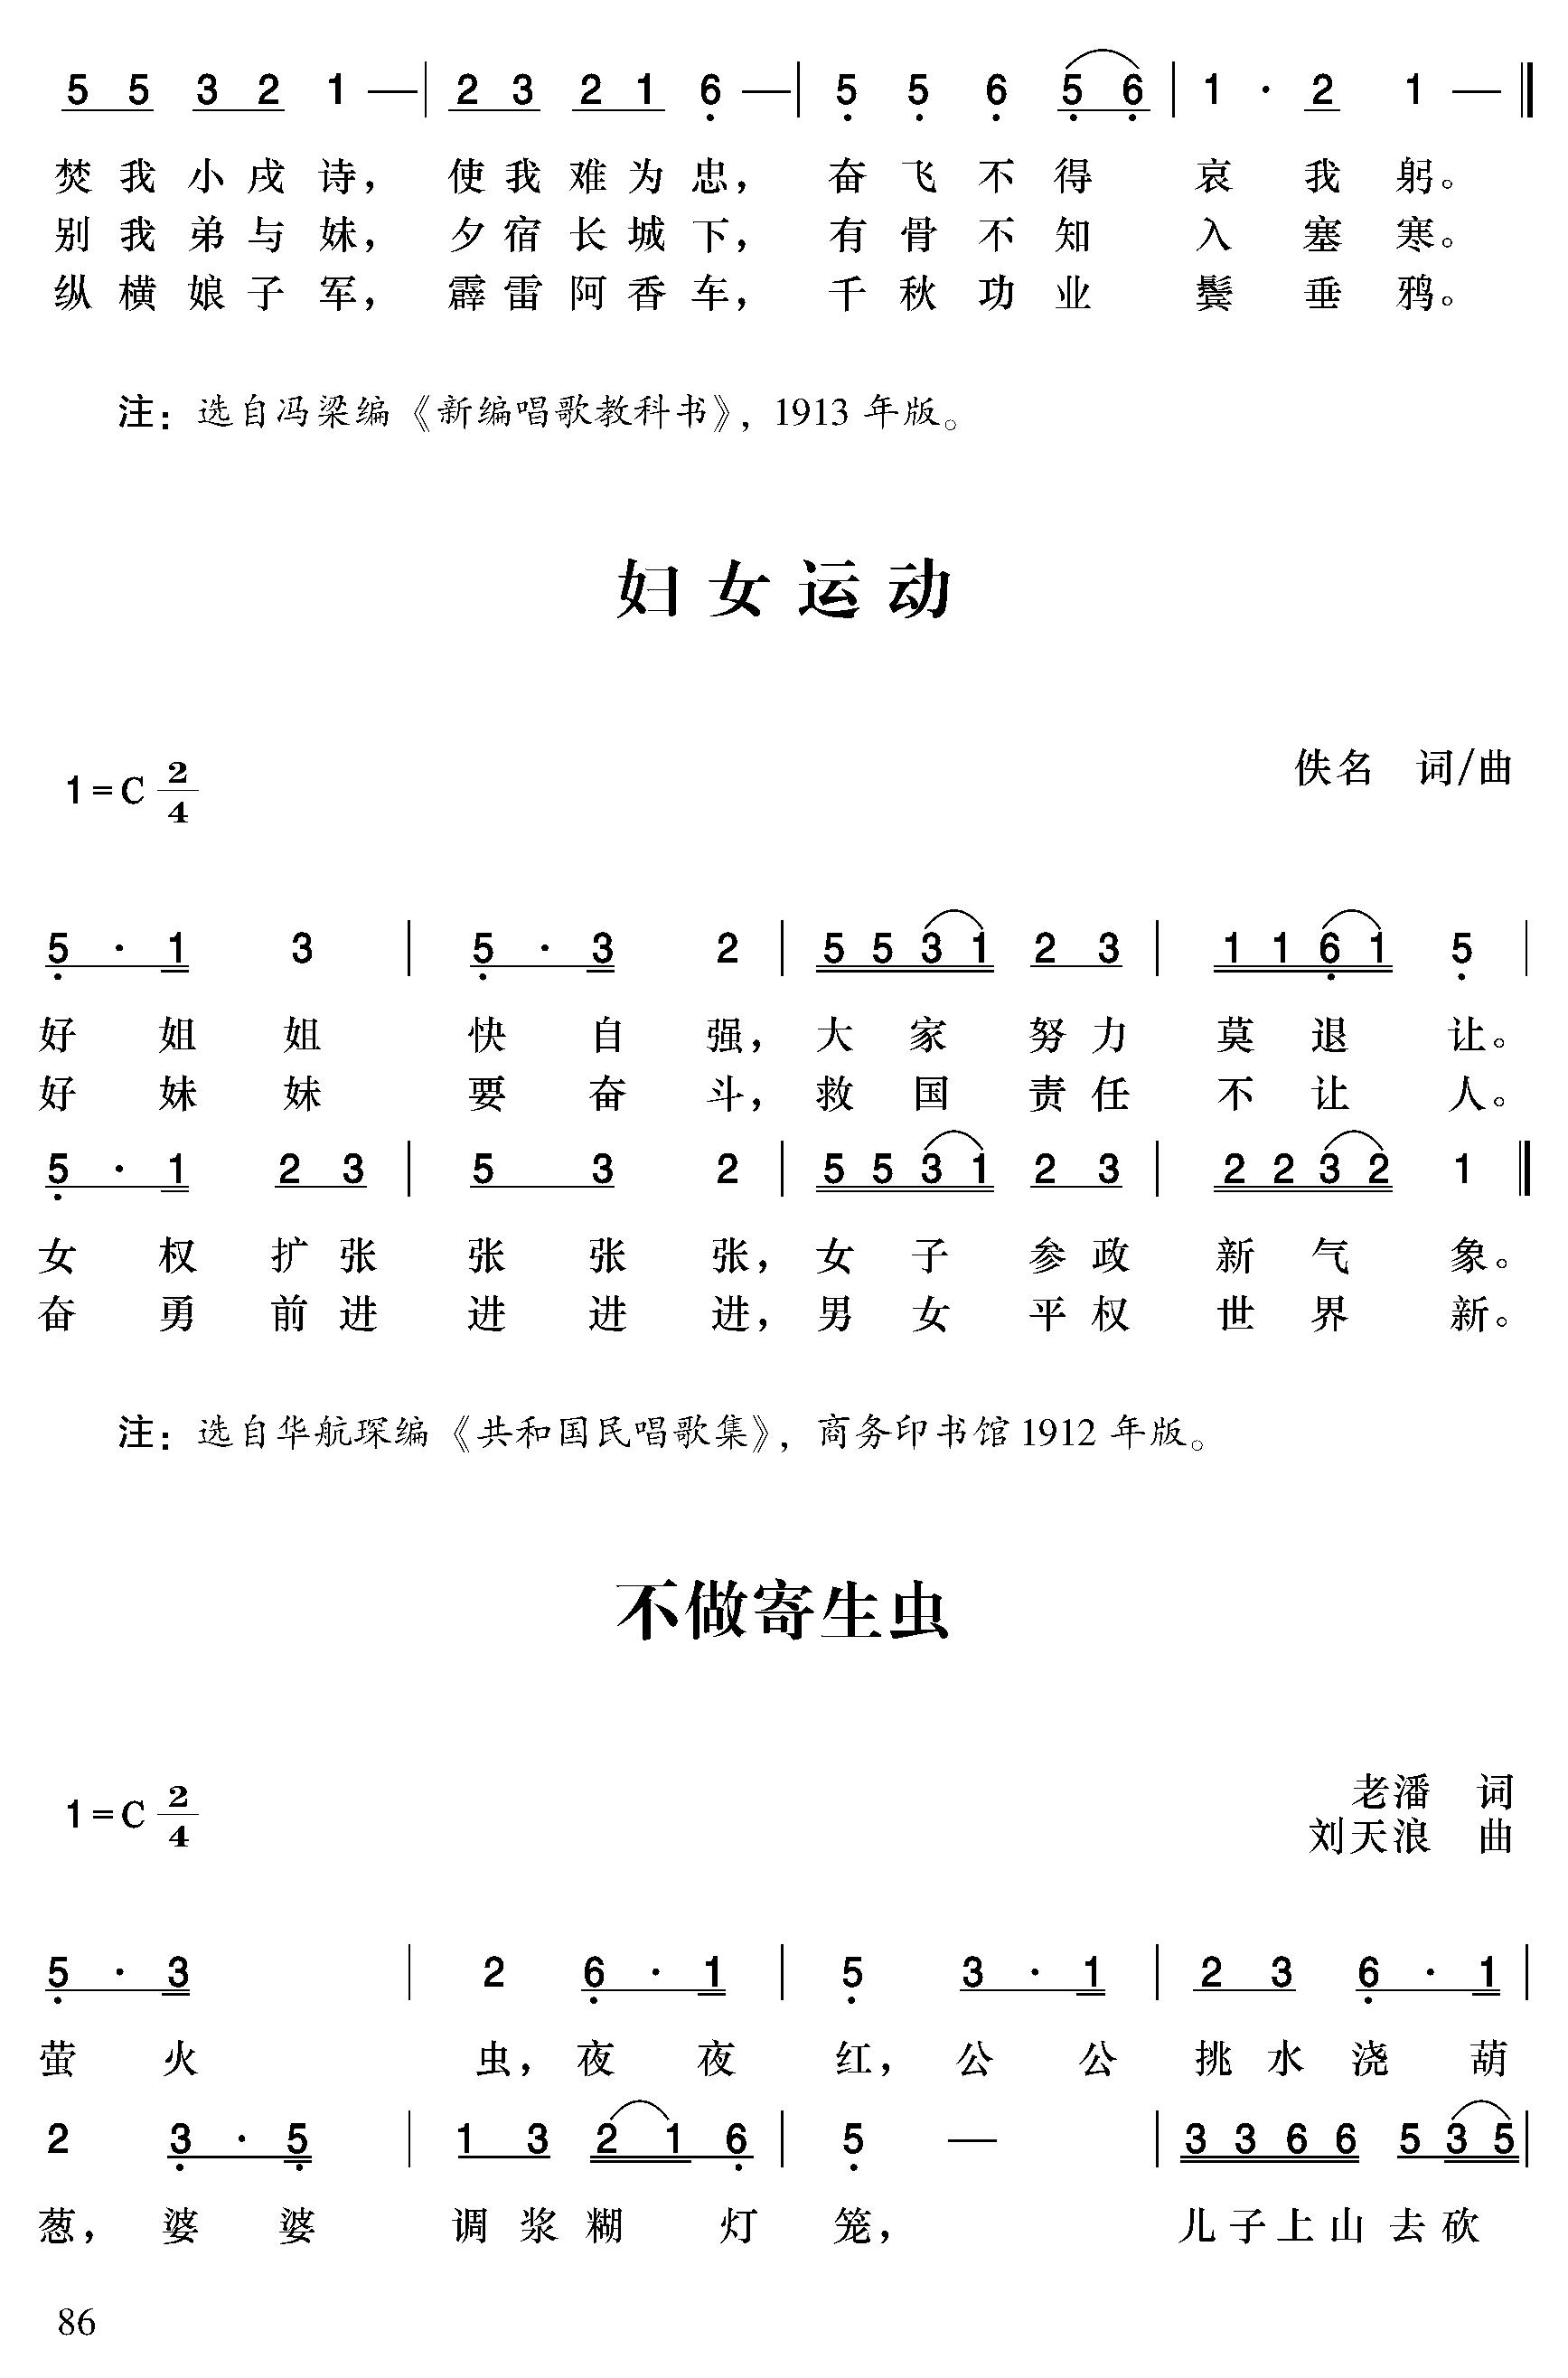 5 5 3 2 1 — | 2 3 2 1 6 — | 5 5 6 5 6 | 1 · 2 1 — ‖
焚我小戌诗，使我难为忠，奋飞不得哀我躬。
别我弟与妹，夕宿长城下，有骨不知入塞寒。
纵横娘子军，霹雷阿香车，千秋功业鬓垂鸦。
注：选自冯梁编《新编唱歌教科书》，1913 年版。
妇女运动
佚名 词/曲
1=C 2/4
5 · 1 3 | 5 · 3 2 | 5 5 3 1 2 3 | 1 1 6 1 5 |
好姐姐快自强，大家努力莫退让。
好妹妹要奋斗，救国责任不让人。
5 · 1 2 3 | 5 3 2 | 5 5 3 1 2 3 | 2 2 3 2 1 ‖
女权扩张张张张，女子参政新气象。
奋勇前进进进进，男女平权世界新。
注：选自华航琛编《共和国民唱歌集》，商务印书馆1912 年版。
不做寄生虫
老潘 词
1=C 2/4
刘天浪 曲
5 · 3 | 2 6 · 1 | 5 3 · 1 | 2 3 6 · 1 |
萤火虫，夜夜红，公公挑水浇葫
2 3 · 5 | 1 3 2 1 6 | 5 — | 3 3 6 6 5 3 5 |
葱，婆婆调浆糊灯笼，儿子上山去砍
86